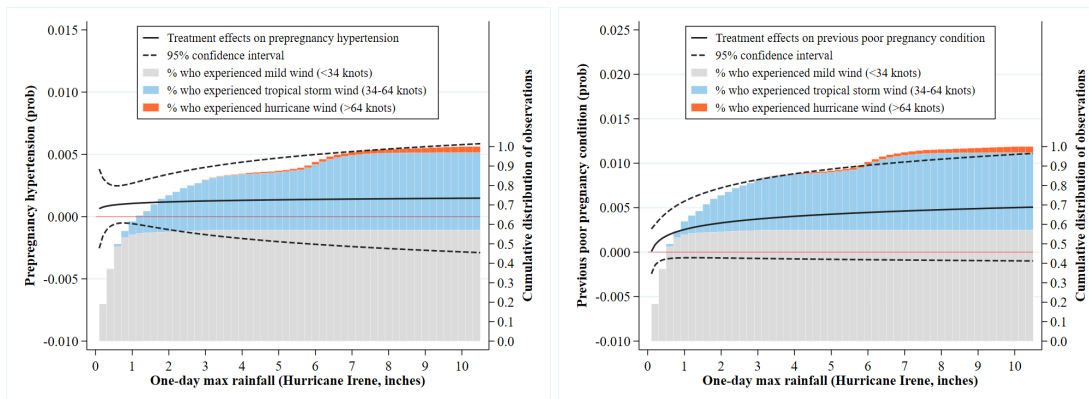 0.015
0.010
0.005
0.000
-0.005
-0.010
Prepregnancy hypertension (prob)
Treatment effects on prepregnancy hypertension
95% confidence interval
% who experienced mild wind (<34 knots)
% who experienced tropical storm wind (34-64 knots)
% who experienced hurricane wind (>64 knots)
1.0
0.9
0.8
0.7
0.6
0.5
0.4
0.3
0.2
0.1
0.0
Cumulative distribution of observations
0 1 2 3 4 5 6 7 8 9 10
One-day max rainfall (Hurricane Irene, inches)
0.025
0.020
0.015
0.010
0.005
0.000
-0.005
-0.010
Previous poor pregnancy condition (prob)
Treatment effects on previous poor pregnancy condition
95% confidence interval
% who experienced mild wind (<34 knots)
% who experienced tropical storm wind (34-64 knots)
% who experienced hurricane wind (>64 knots)
1.0
0.9
0.8
0.7
0.6
0.5
0.4
0.3
0.2
0.1
0.0
Cumulative distribution of observations
0 1 2 3 4 5 6 7 8 9 10
One-day max rainfall (Hurricane Irene, inches)